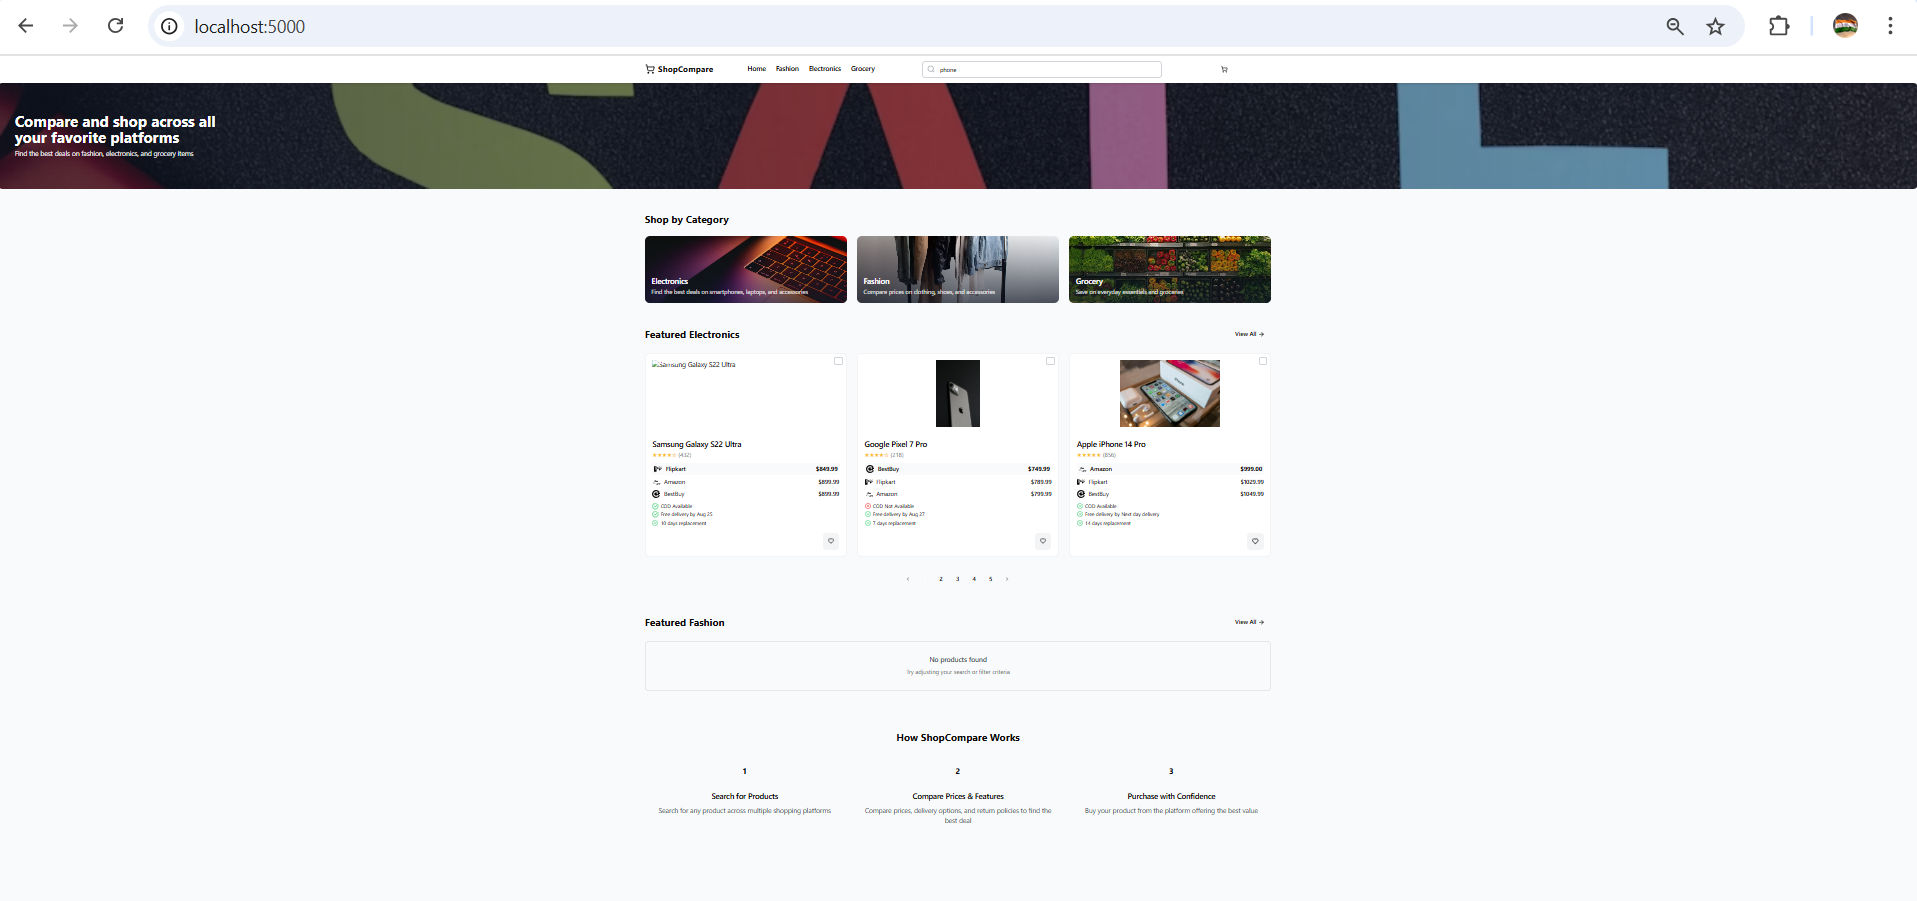 localhost:5000
ShopCompare
Home Fashion Electronics Grocery
phone
SALE
Compare and shop across all
your favorite platforms
Find the best deals on fashion, electronics, and grocery items
Shop by Category
Electronics
Find the best deals on smartphones, laptops, and accessories
Fashion
Compare prices on clothing, shoes, and accessories
Grocery
Save on everyday essentials and groceries
Featured Electronics
View All →
Samsung Galaxy S22 Ultra
Samsung Galaxy S22 Ultra
★★★★☆ (432)
Flipkart $849.99
Amazon $899.99
BestBuy $899.99
COD Available
Free delivery by Aug 25
10 days replacement
Google Pixel 7 Pro
★★★★☆ (218)
BestBuy $749.99
Flipkart $789.99
Amazon $799.99
COD Not Available
Free delivery by Aug 27
7 days replacement
Apple iPhone 14 Pro
★★★★★ (856)
Amazon $999.00
Flipkart $1029.99
BestBuy $1049.99
COD Available
Free delivery by Next day delivery
14 days replacement
‹ 2 3 4 5 ›
Featured Fashion
View All →
No products found
Try adjusting your search or filter criteria
How ShopCompare Works
1
Search for Products
Search for any product across multiple shopping platforms
2
Compare Prices & Features
Compare prices, delivery options, and return policies to find the
best deal
3
Purchase with Confidence
Buy your product from the platform offering the best value